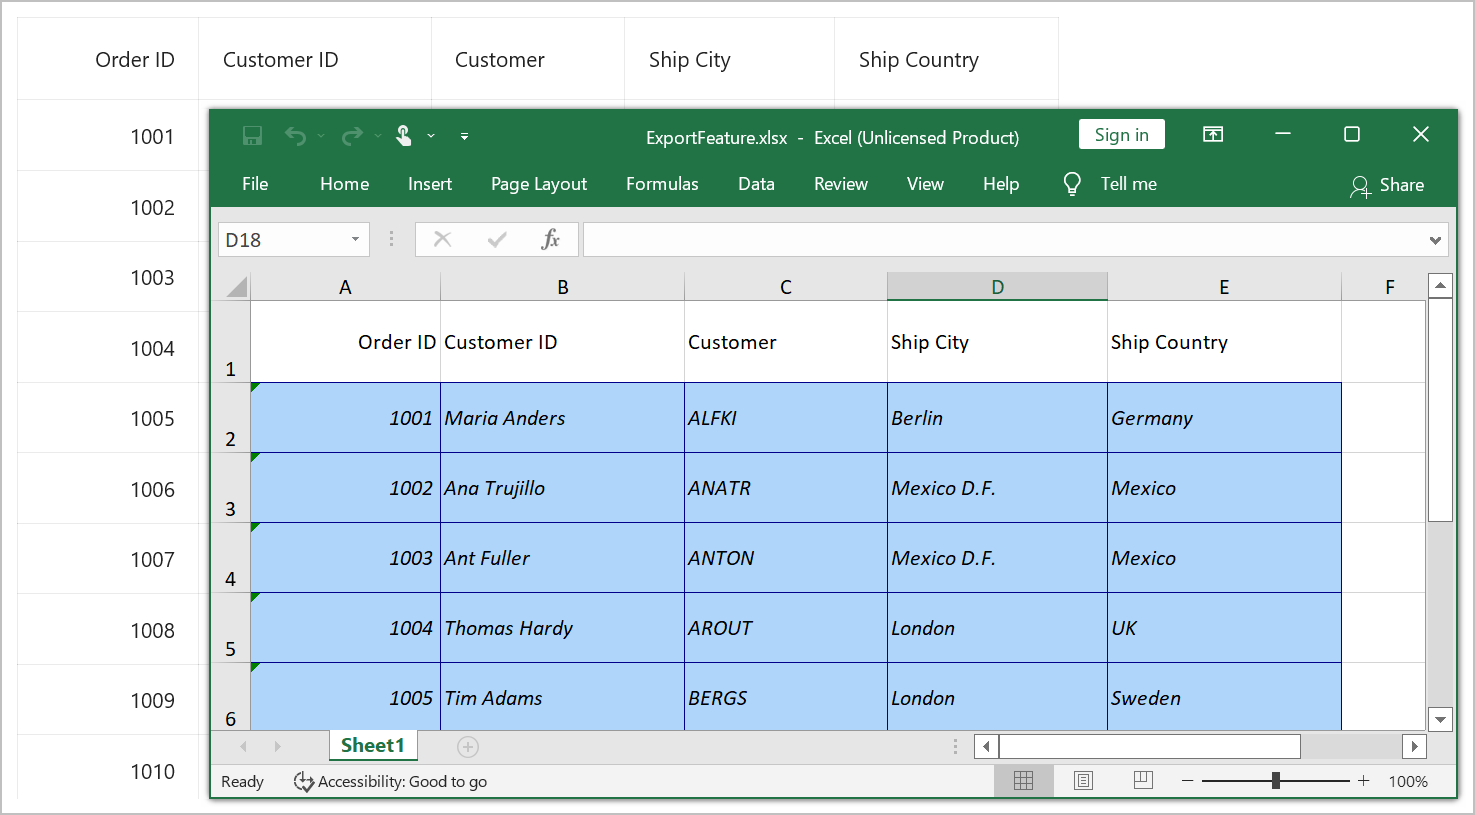 Order ID Customer ID Customer Ship City Ship Country
1001
1002
1003
1004
1005
1006
1007
1008
1009
1010
ExportFeature.xlsx - Excel (Unlicensed Product) Sign in
File Home Insert Page Layout Formulas Data Review View Help Tell me Share
D18 fx
A B C D E F
1 Order ID Customer ID Customer Ship City Ship Country
2 1001 Maria Anders ALFKI Berlin Germany
3 1002 Ana Trujillo ANATR Mexico D.F. Mexico
4 1003 Ant Fuller ANTON Mexico D.F. Mexico
5 1004 Thomas Hardy AROUT London UK
6 1005 Tim Adams BERGS London Sweden
Sheet1
Ready Accessibility: Good to go 100%